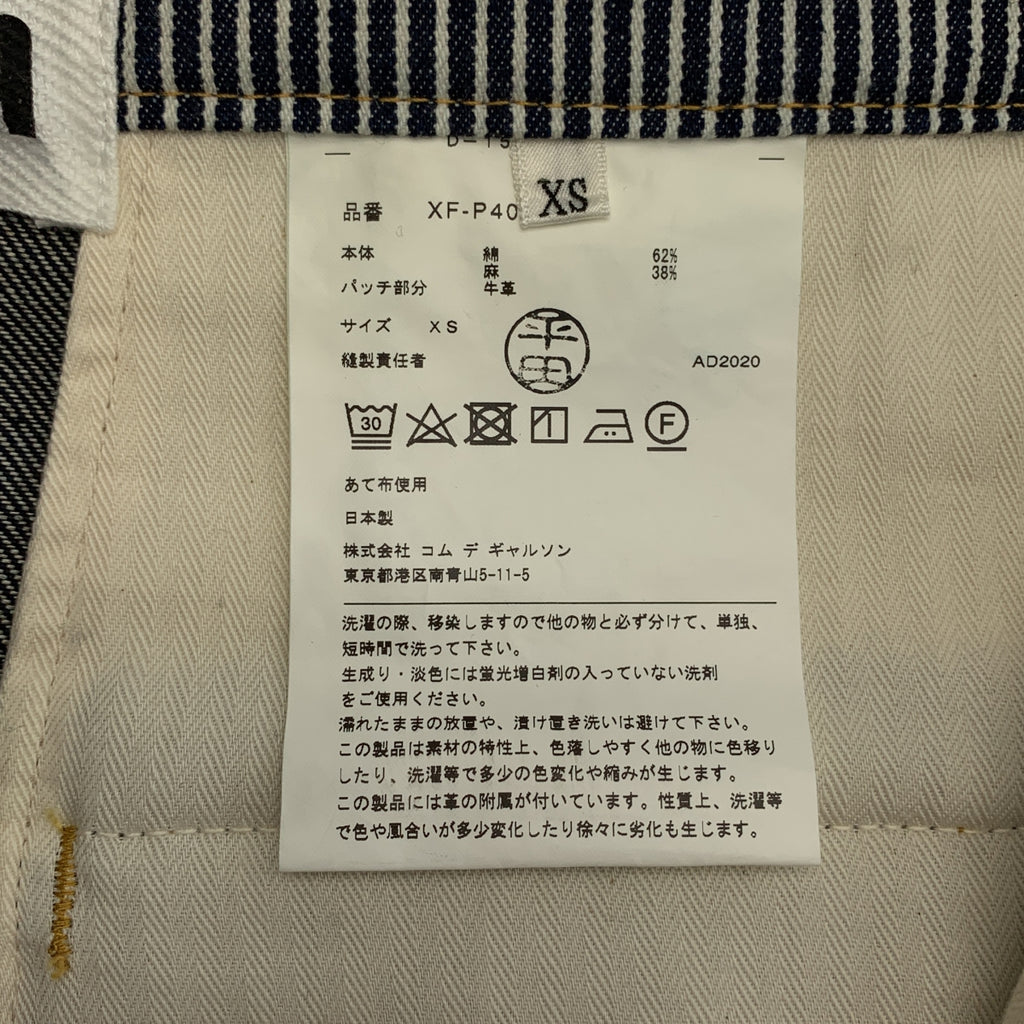 XS
品番 XF-P40
本体 綿 62%
麻 38%
パッチ部分 牛革
サイズ XS
縫製責任者 平田 AD2020
30 F
あて布使用
日本製
株式会社 コム デ ギャルソン
東京都港区南青山5-11-5
洗濯の際、移染しますので他の物と必ず分けて、単独、
短時間で洗って下さい。
生成り・淡色には蛍光増白剤の入っていない洗剤
をご使用ください。
濡れたままの放置や、漬け置き洗いは避けて下さい。
この製品は素材の特性上、色落しやすく他の物に色移り
したり、洗濯等で多少の色変化や縮みが生じます。
この製品には革の附属が付いています。性質上、洗濯等
で色や風合いが多少変化したり徐々に劣化も生じます。